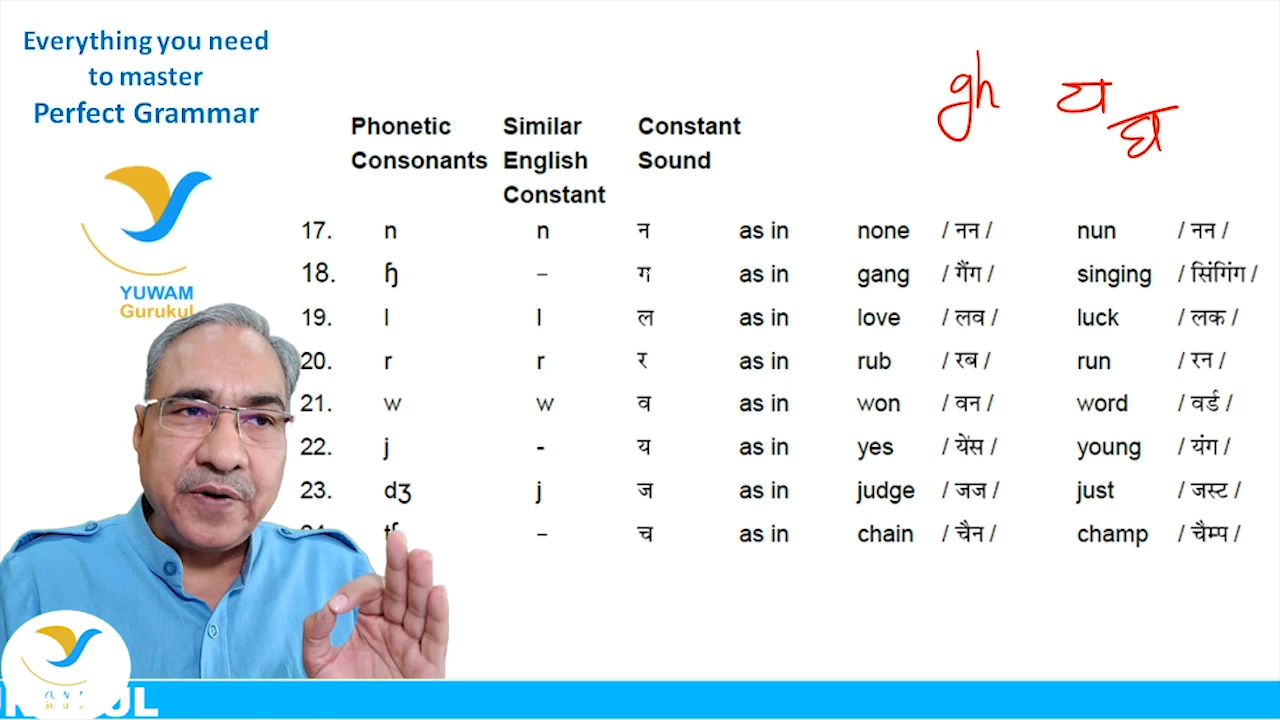 Everything you need
to master
Perfect Grammar
YUWAM
Gurukul
gh य
घ
Phonetic Similar Constant
Consonants English Sound
Constant
17. n n न as in none / नन / nun / नन /
18. ɧ – ग as in gang / गैंग / singing / सिंगिंग /
19. l l ल as in love / लव / luck / लक /
20. r r र as in rub / रब / run / रन /
21. w w व as in won / वन / word / वर्ड /
22. j - य as in yes / येंस / young / यंग /
23. dʒ j ज as in judge / जज / just / जस्ट /
– च as in chain / चैन / champ / चैम्प /